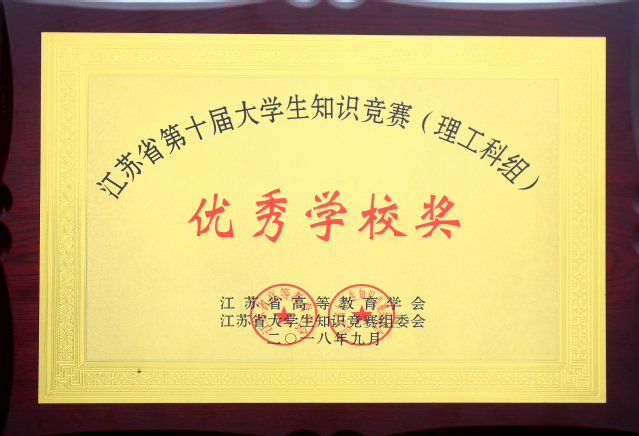 江苏省第十届大学生知识竞赛（理工科组）
优秀学校奖
江苏省高等教育学会
江苏省大学生知识竞赛组委会
二〇一八年九月